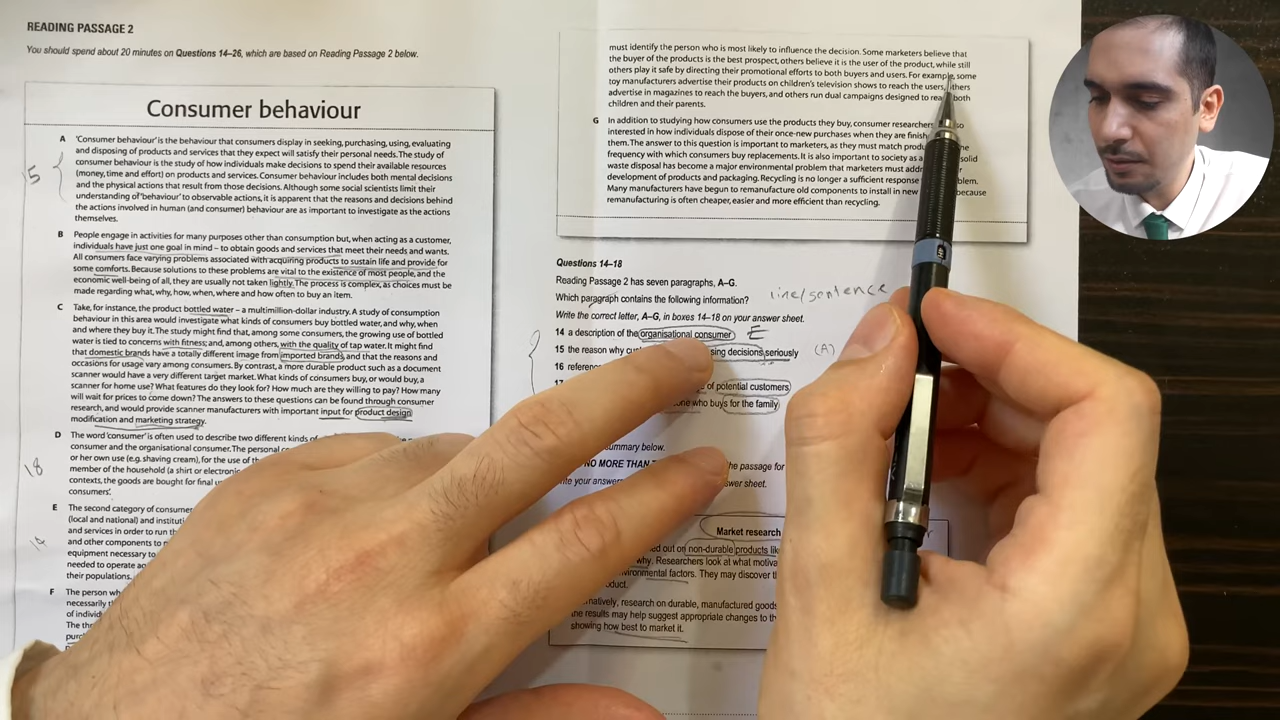 READING PASSAGE 2
You should spend about 20 minutes on Questions 14–26, which are based on Reading Passage 2 below.
Consumer behaviour
A 'Consumer behaviour' is the behaviour that consumers display in seeking, purchasing, using, evaluating
and disposing of products and services that they expect will satisfy their personal needs. The study of
consumer behaviour is the study of how individuals make decisions to spend their available resources
(money, time and effort) on products and services. Consumer behaviour includes both mental decisions
and the physical actions that result from those decisions. Although some social scientists limit their
understanding of 'behaviour' to observable actions, it is apparent that the reasons and decisions behind
the actions involved in human (and consumer) behaviour are as important to investigate as the actions
themselves.
15
B People engage in activities for many purposes other than consumption but, when acting as a customer,
individuals have just one goal in mind – to obtain goods and services that meet their needs and wants.
All consumers face varying problems associated with acquiring products to sustain life and provide for
some comforts. Because solutions to these problems are vital to the existence of most people, and the
economic well-being of all, they are usually not taken lightly. The process is complex, as choices must be
made regarding what, why, how, when, where and how often to buy an item.
C Take, for instance, the product bottled water – a multimillion-dollar industry. A study of consumption
behaviour in this area would investigate what kinds of consumers buy bottled water, and why, when
and where they buy it. The study might find that, among some consumers, the growing use of bottled
water is tied to concerns with fitness; and, among others, with the quality of tap water. It might find
that domestic brands have a totally different image from imported brands, and that the reasons and
occasions for usage vary among consumers. By contrast, a more durable product such as a document
scanner would have a very different target market. What kinds of consumers buy, or would buy, a
scanner for home use? What features do they look for? How much are they willing to pay? How many
will wait for prices to come down? The answers to these questions can be found through consumer
research, and would provide scanner manufacturers with important input for product design
modification and marketing strategy.
D The word 'consumer' is often used to describe two different kinds of
consumer and the organisational consumer. The personal
or her own use (e.g. shaving cream), for the use of
member of the household (a shirt or
contexts, the goods are bought for final
consumers'.
18
E The second category of
(local and national) and
and services in order to run
and other components to
equipment necessary to
needed to operate
their populations.
14
F The person
necessarily
of
The
must identify the person who is most likely to influence the decision. Some marketers believe that
the buyer of the products is the best prospect, others believe it is the user of the product, while still
others play it safe by directing their promotional efforts to both buyers and users. For example, some
toy manufacturers advertise their products on children's television shows to reach the users,
advertise in magazines to reach the buyers, and others run dual campaigns designed to both
children and their parents.
G In addition to studying how consumers use the products they buy, consumer
interested in how individuals dispose of their once-new purchases when they are
them. The answer to this question is important to marketers, as they must match
frequency with which consumers buy replacements. It is also important to society as solid
waste disposal has become a major environmental problem that marketers must
development of products and packaging. Recycling is no longer a sufficient response
Many manufacturers have begun to remanufacture old components to install in new because
remanufacturing is often cheaper, easier and more efficient than recycling.
Questions 14–18
Reading Passage 2 has seven paragraphs, A–G.
Which paragraph contains the following information? line/sentence
Write the correct letter, A–G, in boxes 14–18 on your answer sheet.
14 a description of the organisational consumer E
15 the reason why decisions seriously (A)
16
of potential customers
who buys for the family
summary below.
NO MORE THAN the passage for
your
sheet.
Market research
out on non-durable products
why. Researchers look at what
factors. They may discover
research on durable, manufactured goods
the results may help suggest appropriate changes to
showing how best to market it.